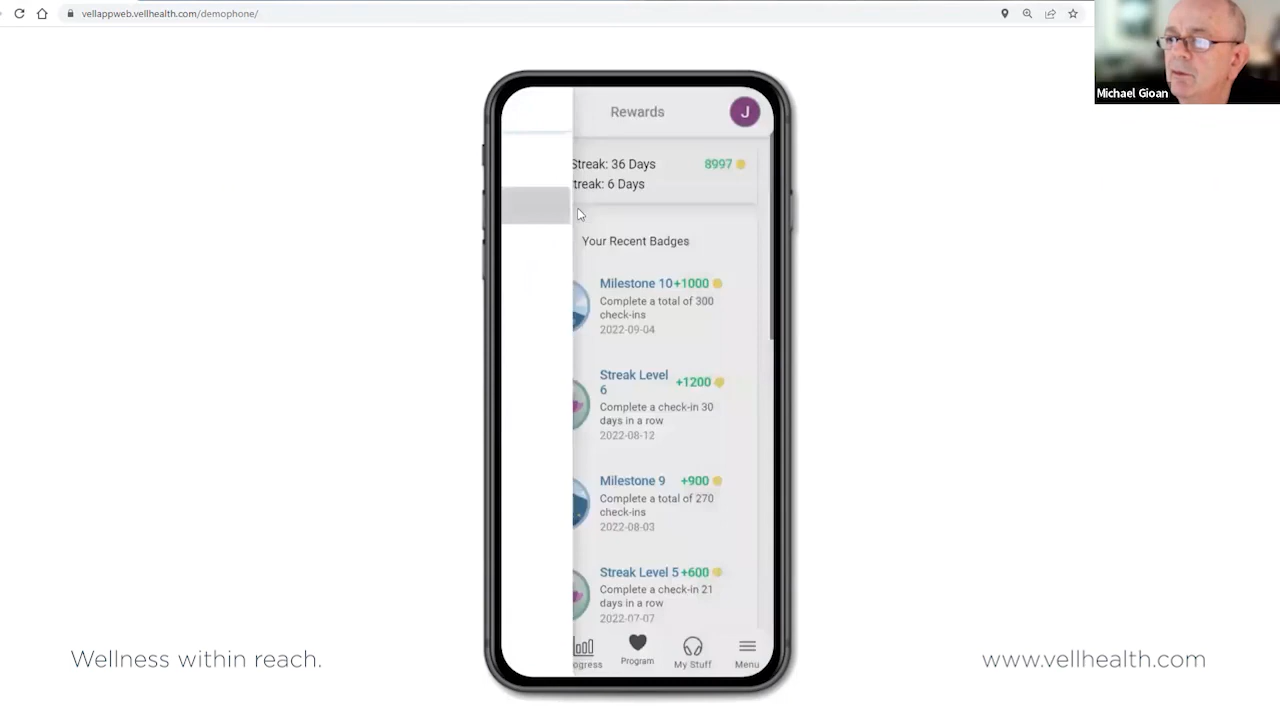 vellappweb.vellhealth.com/demophone/
Michael Gioan
Rewards
J
Streak: 36 Days
8997
treak: 6 Days
Your Recent Badges
Milestone 10 +1000
Complete a total of 300
check-ins
2022-09-04
Streak Level
6
+1200
Complete a check-in 30
days in a row
2022-08-12
Milestone 9 +900
Complete a total of 270
check-ins
2022-08-03
Streak Level 5 +600
Complete a check-in 21
days in a row
2022-07-07
ogress
Program
My Stuff
Menu
Wellness within reach.
www.vellhealth.com